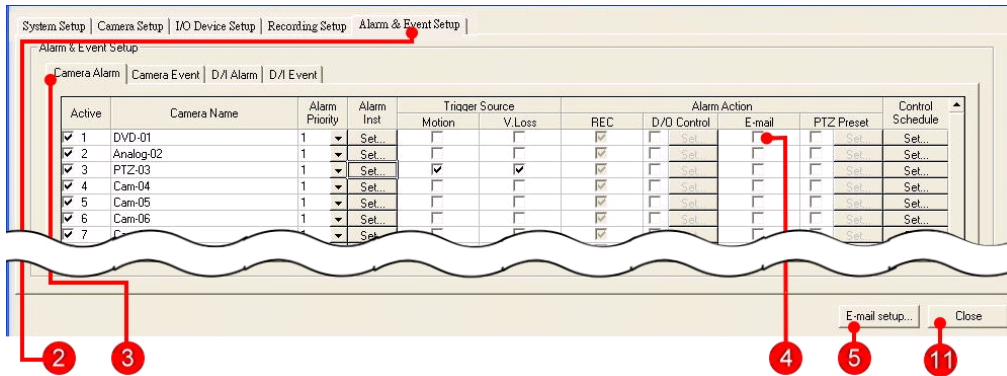 System Setup | Camera Setup | I/O Device Setup | Recording Setup | Alarm & Event Setup |
Alarm & Event Setup
Camera Alarm | Camera Event | D/I Alarm | D/I Event |
Active Camera Name Alarm Priority Alarm Inst Trigger Source Alarm Action Control Schedule
Motion V.Loss REC D/O Control E-mail PTZ Preset
1 DVD-01 1 Set... Set... Set... Set...
2 Analog-02 1 Set... Set... Set... Set...
3 PTZ-03 1 Set... Set... Set... Set...
4 Cam-04 1 Set... Set... Set... Set...
5 Cam-05 1 Set... Set... Set... Set...
6 Cam-06 1 Set... Set... Set... Set...
7 1
E-mail setup... Close
2 3 4 5 11